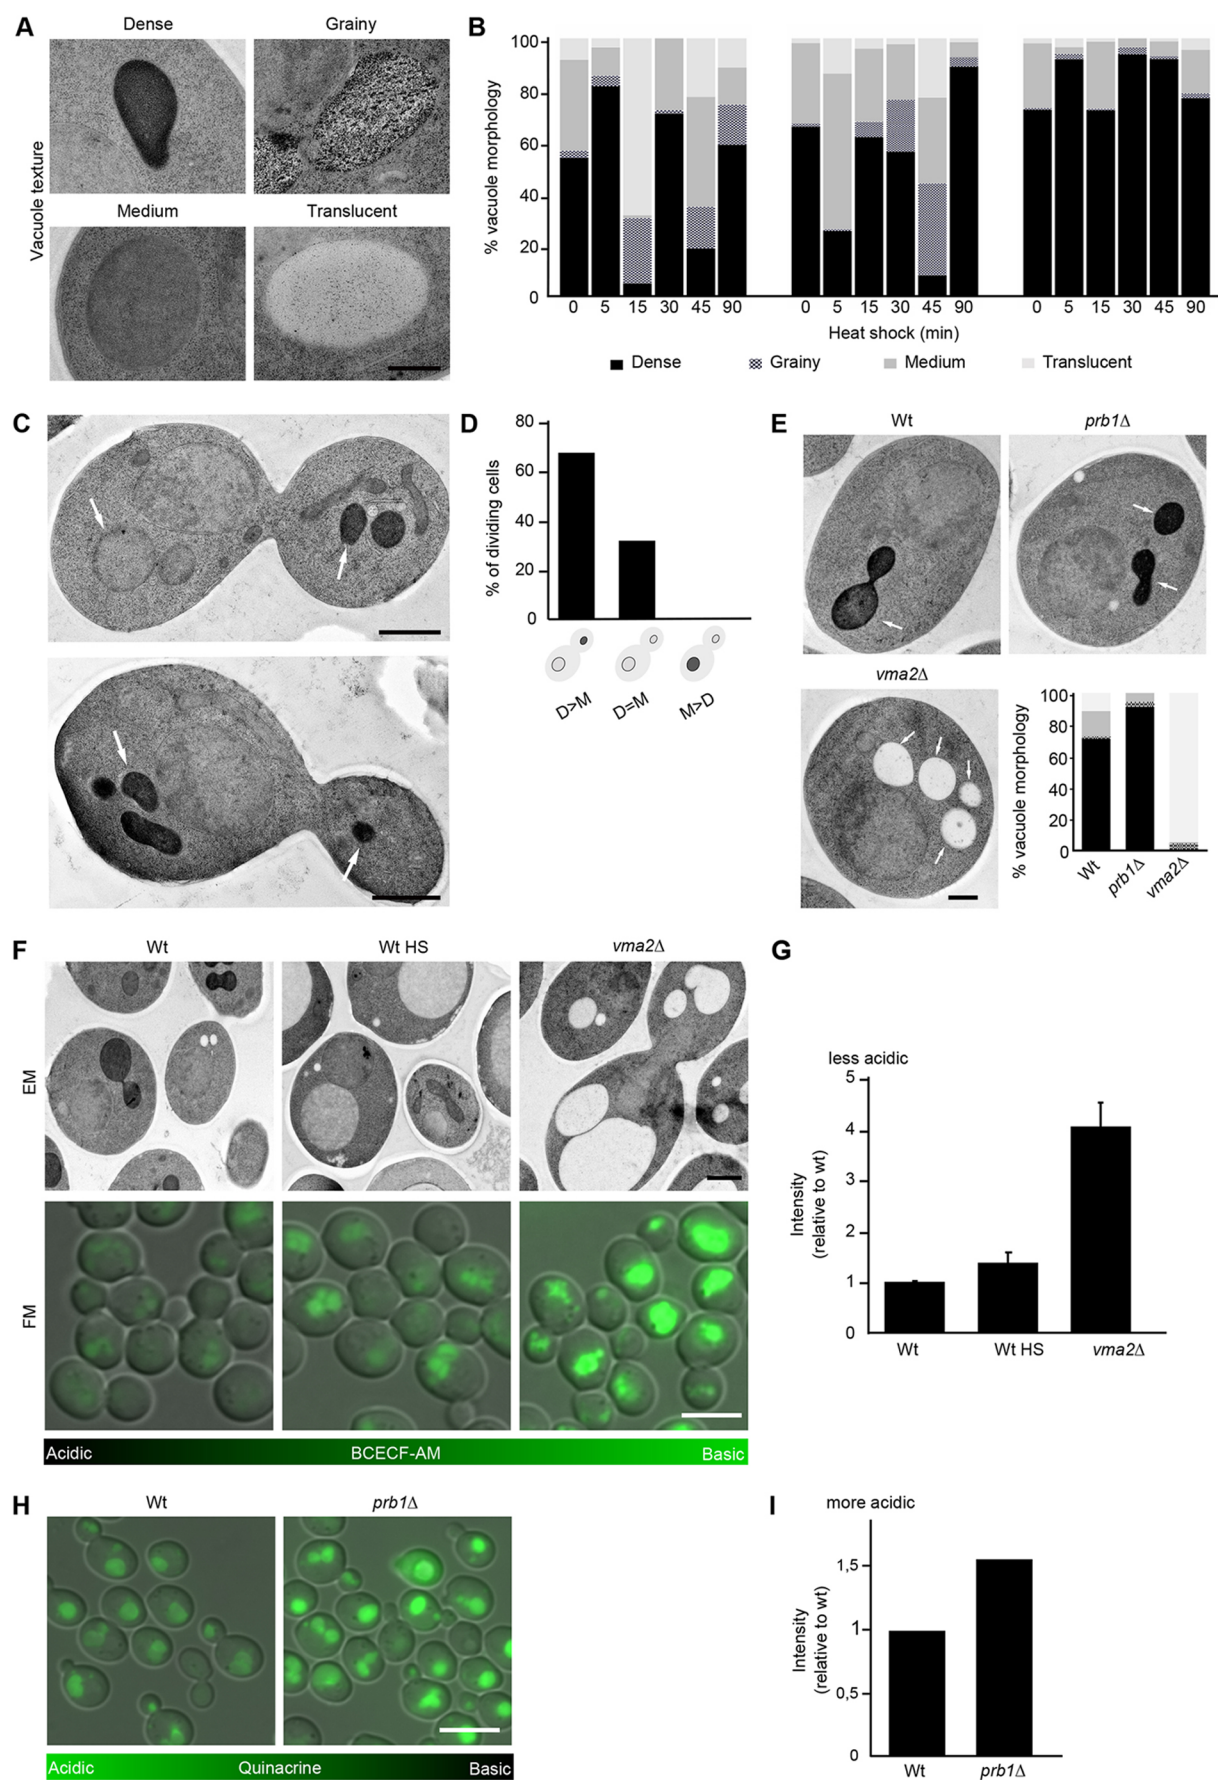 A
Dense
Grainy
Medium
Translucent
Vacuole texture
B
% vacuole morphology
100
80
60
40
20
0
0 5 15 30 45 90
0 5 15 30 45 90
0 5 15 30 45 90
Heat shock (min)
Dense
Grainy
Medium
Translucent
C
D
% of dividing cells
80
60
40
20
0
D>M
D=M
M>D
E
Wt
prb1Δ
vma2Δ
% vacuole morphology
100
80
60
40
20
0
Wt
prb1Δ
vma2Δ
F
Wt
Wt HS
vma2Δ
EM
FM
Acidic
BCECF-AM
Basic
G
less acidic
Intensity
(relative to wt)
5
4
3
2
1
0
Wt
Wt HS
vma2Δ
H
Wt
prb1Δ
Acidic
Quinacrine
Basic
I
more acidic
Intensity
(relative to wt)
1,5
1
0,5
0
Wt
prb1Δ